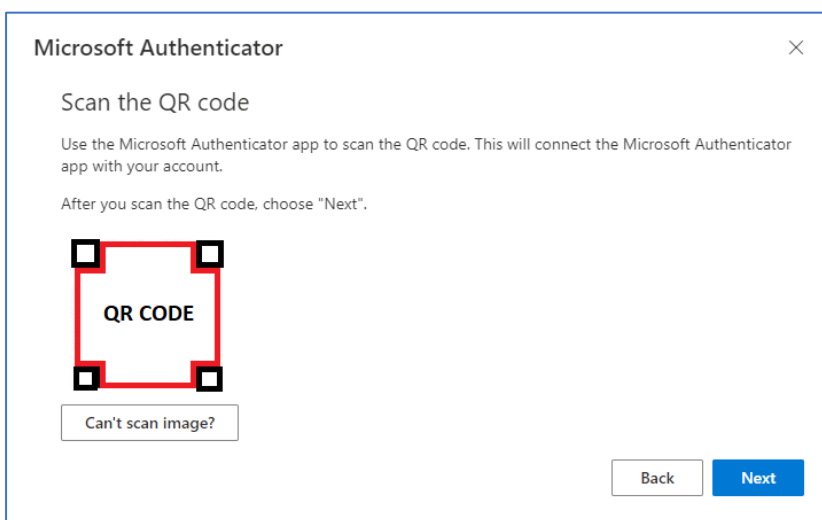 Microsoft Authenticator
Scan the QR code
Use the Microsoft Authenticator app to scan the QR code. This will connect the Microsoft Authenticator
app with your account.
After you scan the QR code, choose "Next".
QR CODE
Can't scan image?
Back
Next